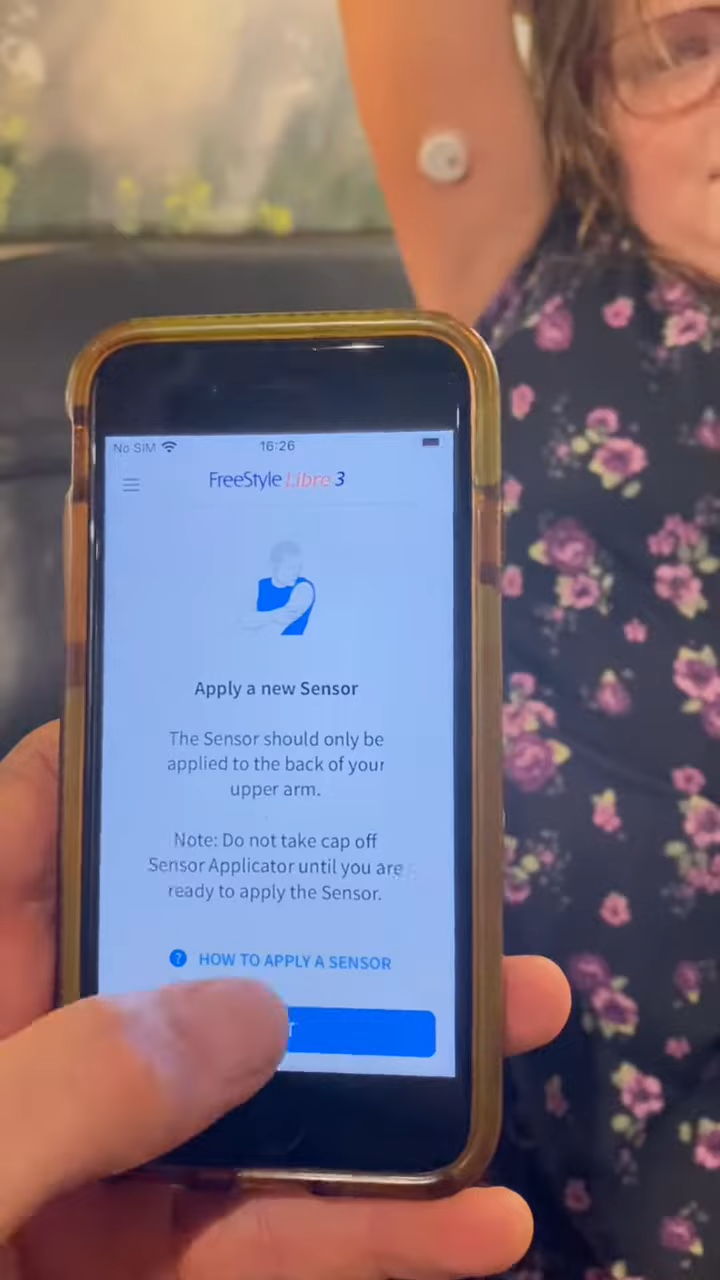 No SIM 16:26
FreeStyle Libre 3
Apply a new Sensor
The Sensor should only be
applied to the back of your
upper arm.
Note: Do not take cap off
Sensor Applicator until you are
ready to apply the Sensor.
? HOW TO APPLY A SENSOR